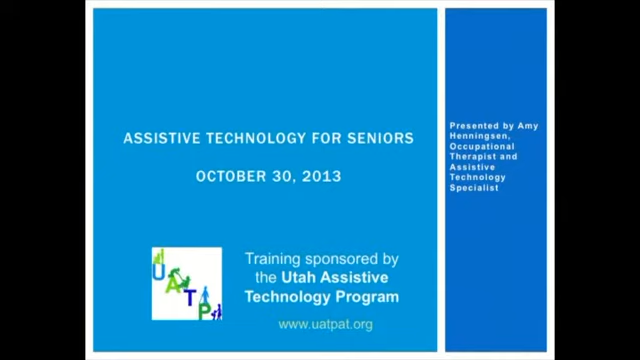 ASSISTIVE TECHNOLOGY FOR SENIORS
OCTOBER 30, 2013
Presented by Amy
Henningsen,
Occupational
Therapist and
Assistive
Technology
Specialist
UATP
Training sponsored by
the Utah Assistive
Technology Program
www.uatpat.org